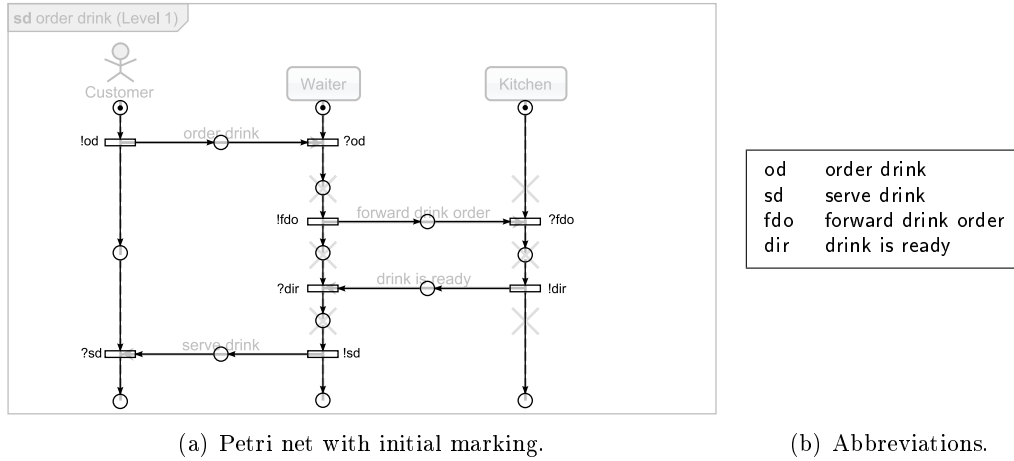 sd order drink (Level 1)
Customer
Waiter
Kitchen
!od order drink ?od
!fdo forward drink order ?fdo
?dir drink is ready !dir
?sd serve drink !sd
od order drink
sd serve drink
fdo forward drink order
dir drink is ready
(a) Petri net with initial marking.
(b) Abbreviations.